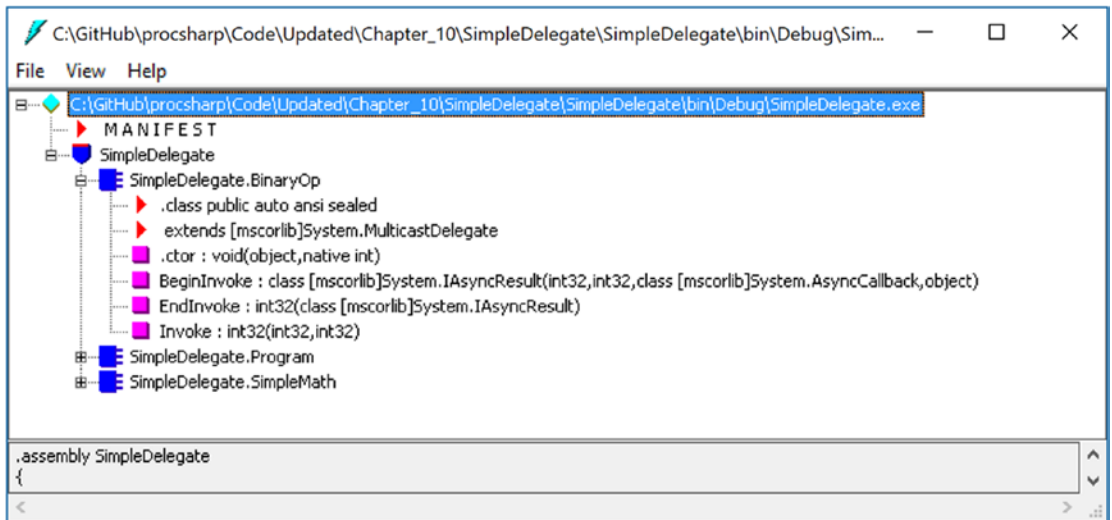 C:\GitHub\procsharp\Code\Updated\Chapter_10\SimpleDelegate\SimpleDelegate\bin\Debug\Sim...
File View Help
C:\GitHub\procsharp\Code\Updated\Chapter_10\SimpleDelegate\SimpleDelegate\bin\Debug\SimpleDelegate.exe
MANIFEST
SimpleDelegate
SimpleDelegate.BinaryOp
.class public auto ansi sealed
extends [mscorlib]System.MulticastDelegate
.ctor : void(object,native int)
BeginInvoke : class [mscorlib]System.IAsyncResult(int32,int32,class [mscorlib]System.AsyncCallback,object)
EndInvoke : int32(class [mscorlib]System.IAsyncResult)
Invoke : int32(int32,int32)
SimpleDelegate.Program
SimpleDelegate.SimpleMath
.assembly SimpleDelegate
{